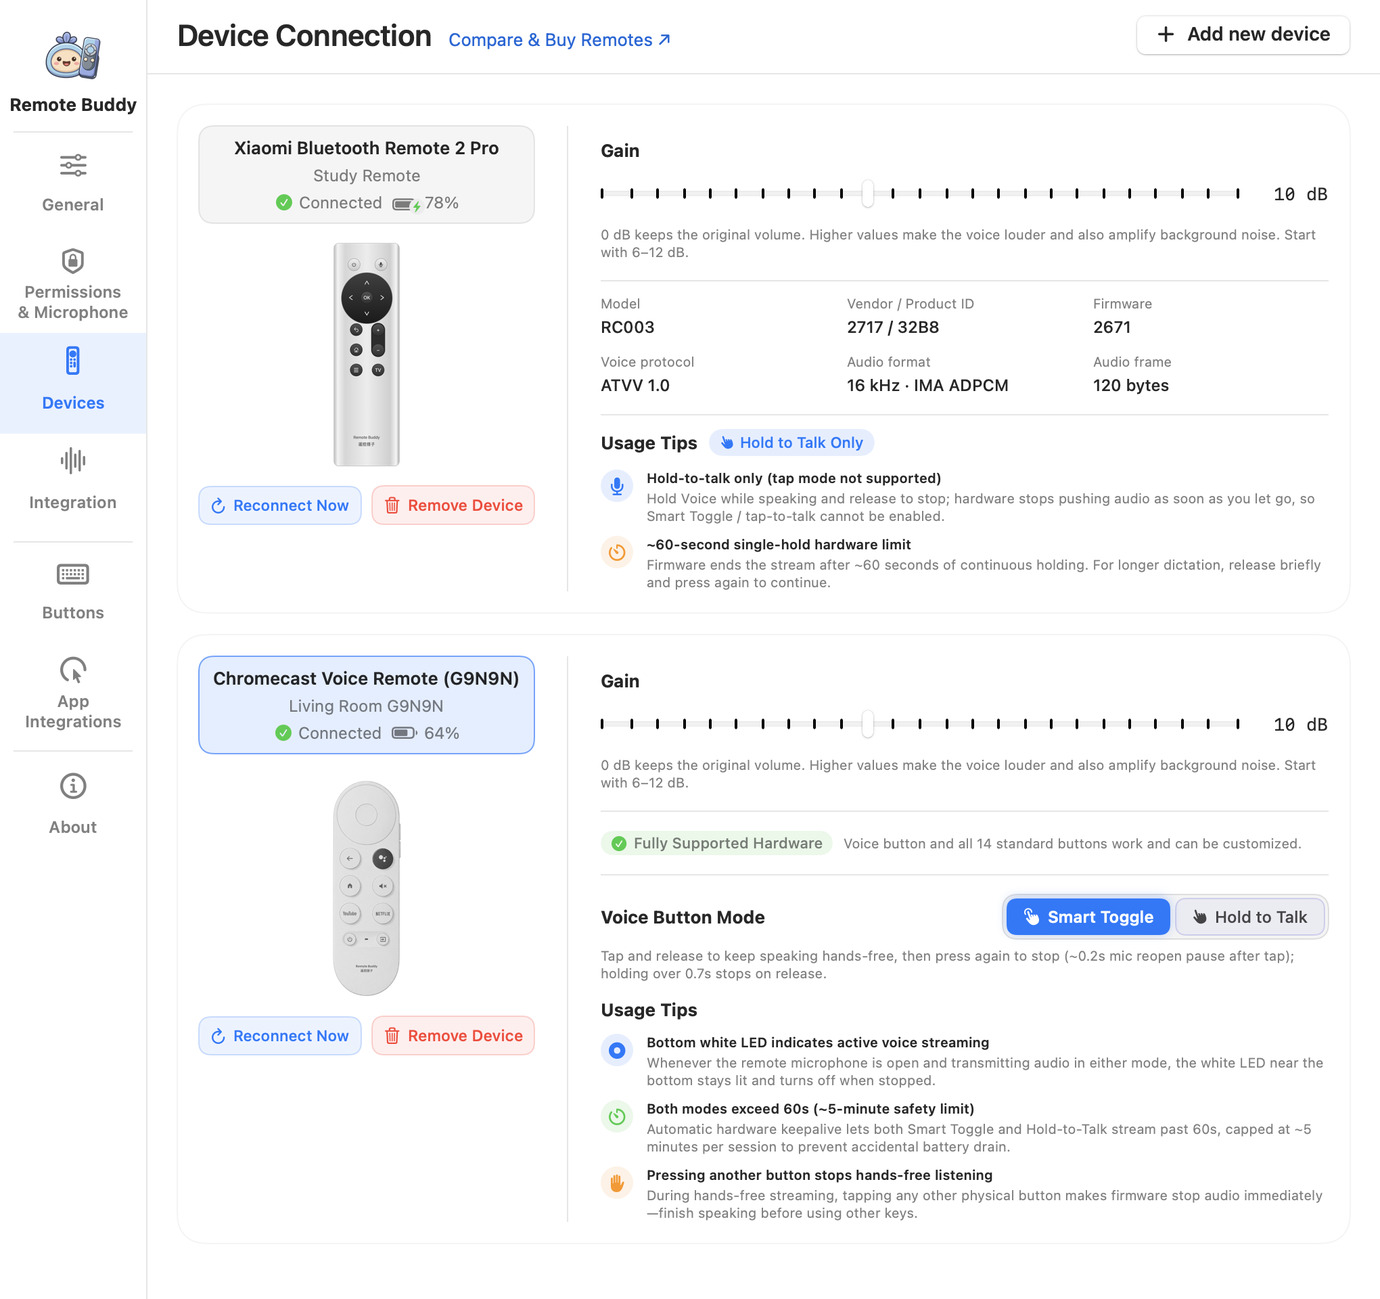 Remote Buddy
General
Permissions
& Microphone
Devices
Integration
Buttons
App
Integrations
About
Device Connection
Compare & Buy Remotes ↗
+ Add new device
Xiaomi Bluetooth Remote 2 Pro
Study Remote
Connected 78%
OK
TV
Remote Buddy
Reconnect Now
Remove Device
Gain
10 dB
0 dB keeps the original volume. Higher values make the voice louder and also amplify background noise. Start
with 6–12 dB.
Model
Vendor / Product ID
Firmware
RC003
2717 / 32B8
2671
Voice protocol
Audio format
Audio frame
ATVV 1.0
16 kHz · IMA ADPCM
120 bytes
Usage Tips
Hold to Talk Only
Hold-to-talk only (tap mode not supported)
Hold Voice while speaking and release to stop; hardware stops pushing audio as soon as you let go, so
Smart Toggle / tap-to-talk cannot be enabled.
~60-second single-hold hardware limit
Firmware ends the stream after ~60 seconds of continuous holding. For longer dictation, release briefly
and press again to continue.
Chromecast Voice Remote (G9N9N)
Living Room G9N9N
Connected 64%
YouTube
NETFLIX
Remote Buddy
Reconnect Now
Remove Device
Gain
10 dB
0 dB keeps the original volume. Higher values make the voice louder and also amplify background noise. Start
with 6–12 dB.
Fully Supported Hardware
Voice button and all 14 standard buttons work and can be customized.
Voice Button Mode
Smart Toggle
Hold to Talk
Tap and release to keep speaking hands-free, then press again to stop (~0.2s mic reopen pause after tap);
holding over 0.7s stops on release.
Usage Tips
Bottom white LED indicates active voice streaming
Whenever the remote microphone is open and transmitting audio in either mode, the white LED near the
bottom stays lit and turns off when stopped.
Both modes exceed 60s (~5-minute safety limit)
Automatic hardware keepalive lets both Smart Toggle and Hold-to-Talk stream past 60s, capped at ~5
minutes per session to prevent accidental battery drain.
Pressing another button stops hands-free listening
During hands-free streaming, tapping any other physical button makes firmware stop audio immediately
—finish speaking before using other keys.